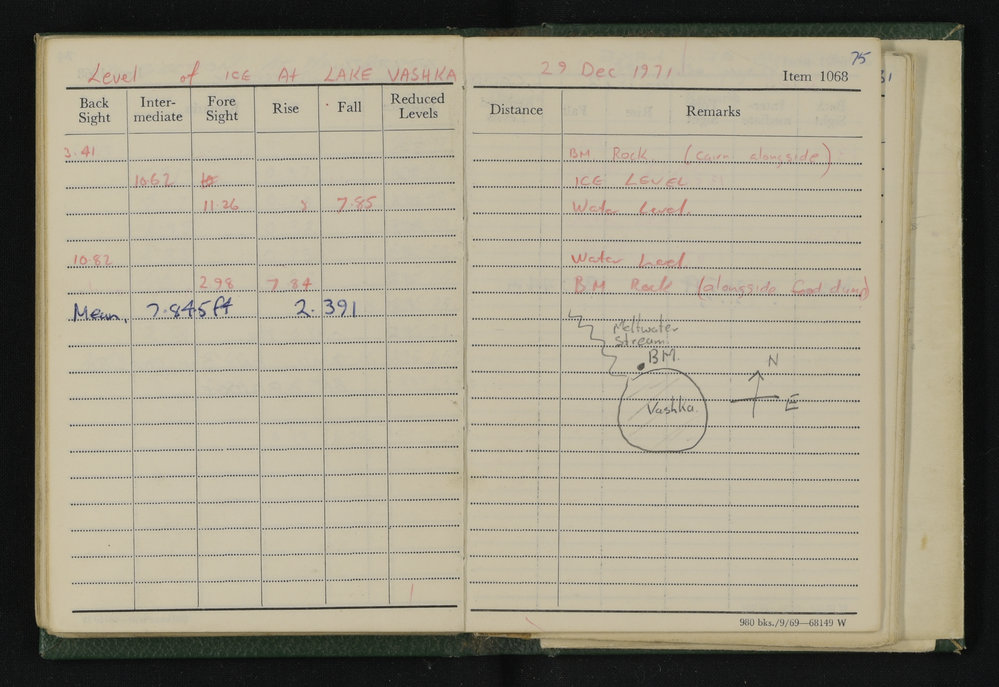 Level of ICE At LAKE VASHKA
Back Sight Inter-mediate Fore Sight Rise Fall Reduced Levels
3.41
10.62
11.26 7.85
10.82
2.98 7.84
Mean, 7.845ft 2.391
29 Dec 1971
75
Item 1068
Distance Remarks
BM Rock (cairn alongside)
ICE LEVEL
Water Level.
Water Level
BM Rock (alongside food dump)
Meltwater
Stream
BM.
N
Vashka.
E
980 bks./9/69—68149 W